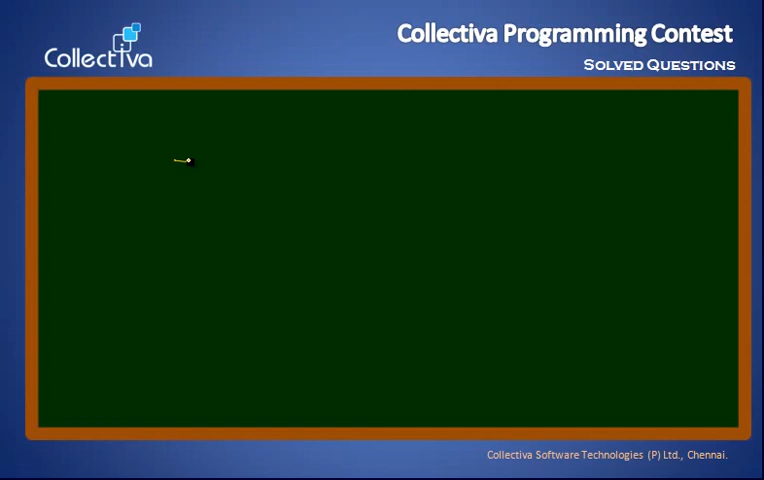 Collectiva
Collectiva Programming Contest
SOLVED QUESTIONS
Collectiva Software Technologies (P) Ltd., Chennai.